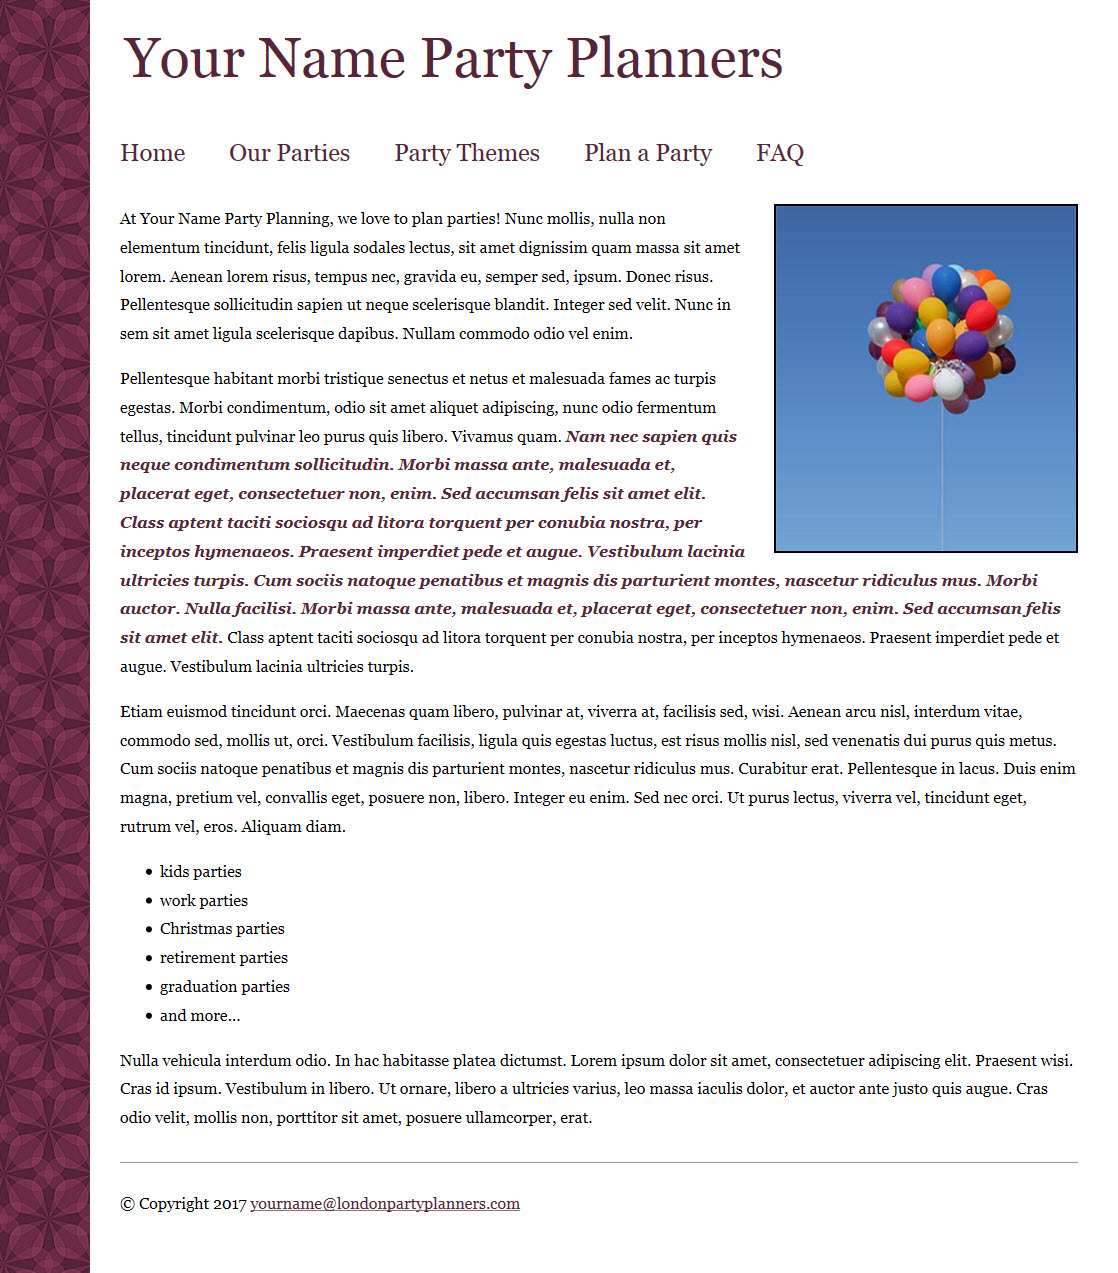 Your Name Party Planners
Home Our Parties Party Themes Plan a Party FAQ
At Your Name Party Planning, we love to plan parties! Nunc mollis, nulla non
elementum tincidunt, felis ligula sodales lectus, sit amet dignissim quam massa sit amet
lorem. Aenean lorem risus, tempus nec, gravida eu, semper sed, ipsum. Donec risus.
Pellentesque sollicitudin sapien ut neque scelerisque blandit. Integer sed velit. Nunc in
sem sit amet ligula scelerisque dapibus. Nullam commodo odio vel enim.
Pellentesque habitant morbi tristique senectus et netus et malesuada fames ac turpis
egestas. Morbi condimentum, odio sit amet aliquet adipiscing, nunc odio fermentum
tellus, tincidunt pulvinar leo purus quis libero. Vivamus quam. Nam nec sapien quis
neque condimentum sollicitudin. Morbi massa ante, malesuada et,
placerat eget, consectetuer non, enim. Sed accumsan felis sit amet elit.
Class aptent taciti sociosqu ad litora torquent per conubia nostra, per
inceptos hymenaeos. Praesent imperdiet pede et augue. Vestibulum lacinia
ultricies turpis. Cum sociis natoque penatibus et magnis dis parturient montes, nascetur ridiculus mus. Morbi
auctor. Nulla facilisi. Morbi massa ante, malesuada et, placerat eget, consectetuer non, enim. Sed accumsan felis
sit amet elit. Class aptent taciti sociosqu ad litora torquent per conubia nostra, per inceptos hymenaeos. Praesent imperdiet pede et
augue. Vestibulum lacinia ultricies turpis.
Etiam euismod tincidunt orci. Maecenas quam libero, pulvinar at, viverra at, facilisis sed, wisi. Aenean arcu nisl, interdum vitae,
commodo sed, mollis ut, orci. Vestibulum facilisis, ligula quis egestas luctus, est risus mollis nisl, sed venenatis dui purus quis metus.
Cum sociis natoque penatibus et magnis dis parturient montes, nascetur ridiculus mus. Curabitur erat. Pellentesque in lacus. Duis enim
magna, pretium vel, convallis eget, posuere non, libero. Integer eu enim. Sed nec orci. Ut purus lectus, viverra vel, tincidunt eget,
rutrum vel, eros. Aliquam diam.
• kids parties
• work parties
• Christmas parties
• retirement parties
• graduation parties
• and more...
Nulla vehicula interdum odio. In hac habitasse platea dictumst. Lorem ipsum dolor sit amet, consectetuer adipiscing elit. Praesent wisi.
Cras id ipsum. Vestibulum in libero. Ut ornare, libero a ultricies varius, leo massa iaculis dolor, et auctor ante justo quis augue. Cras
odio velit, mollis non, porttitor sit amet, posuere ullamcorper, erat.
© Copyright 2017 yourname@londonpartyplanners.com